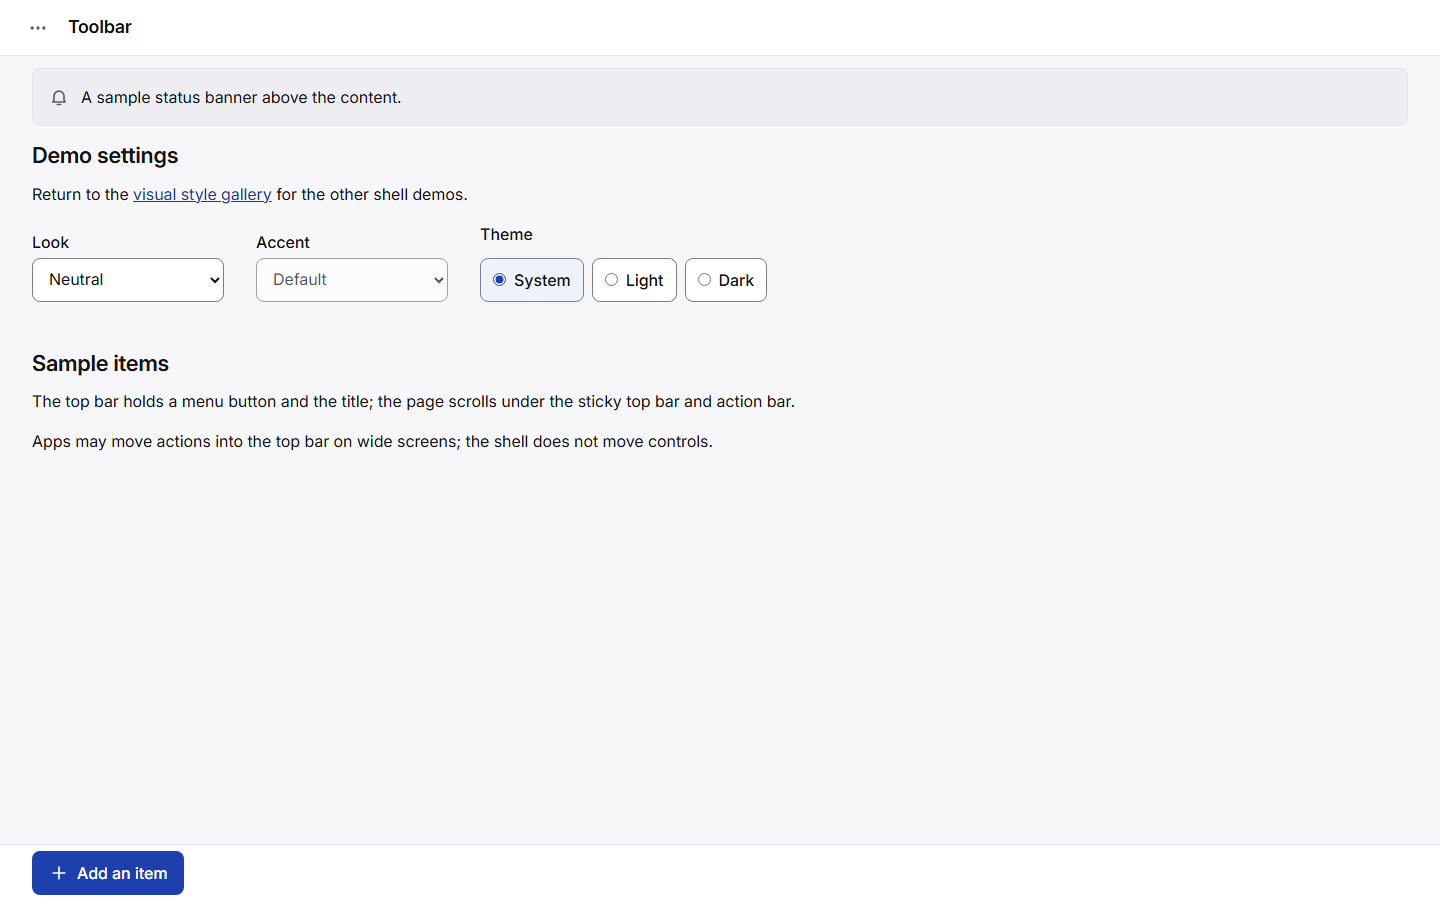 Toolbar
A sample status banner above the content.
Demo settings
Return to the visual style gallery for the other shell demos.
Look
Accent
Theme
Neutral
Default
System
Light
Dark
Sample items
The top bar holds a menu button and the title; the page scrolls under the sticky top bar and action bar.
Apps may move actions into the top bar on wide screens; the shell does not move controls.
Add an item